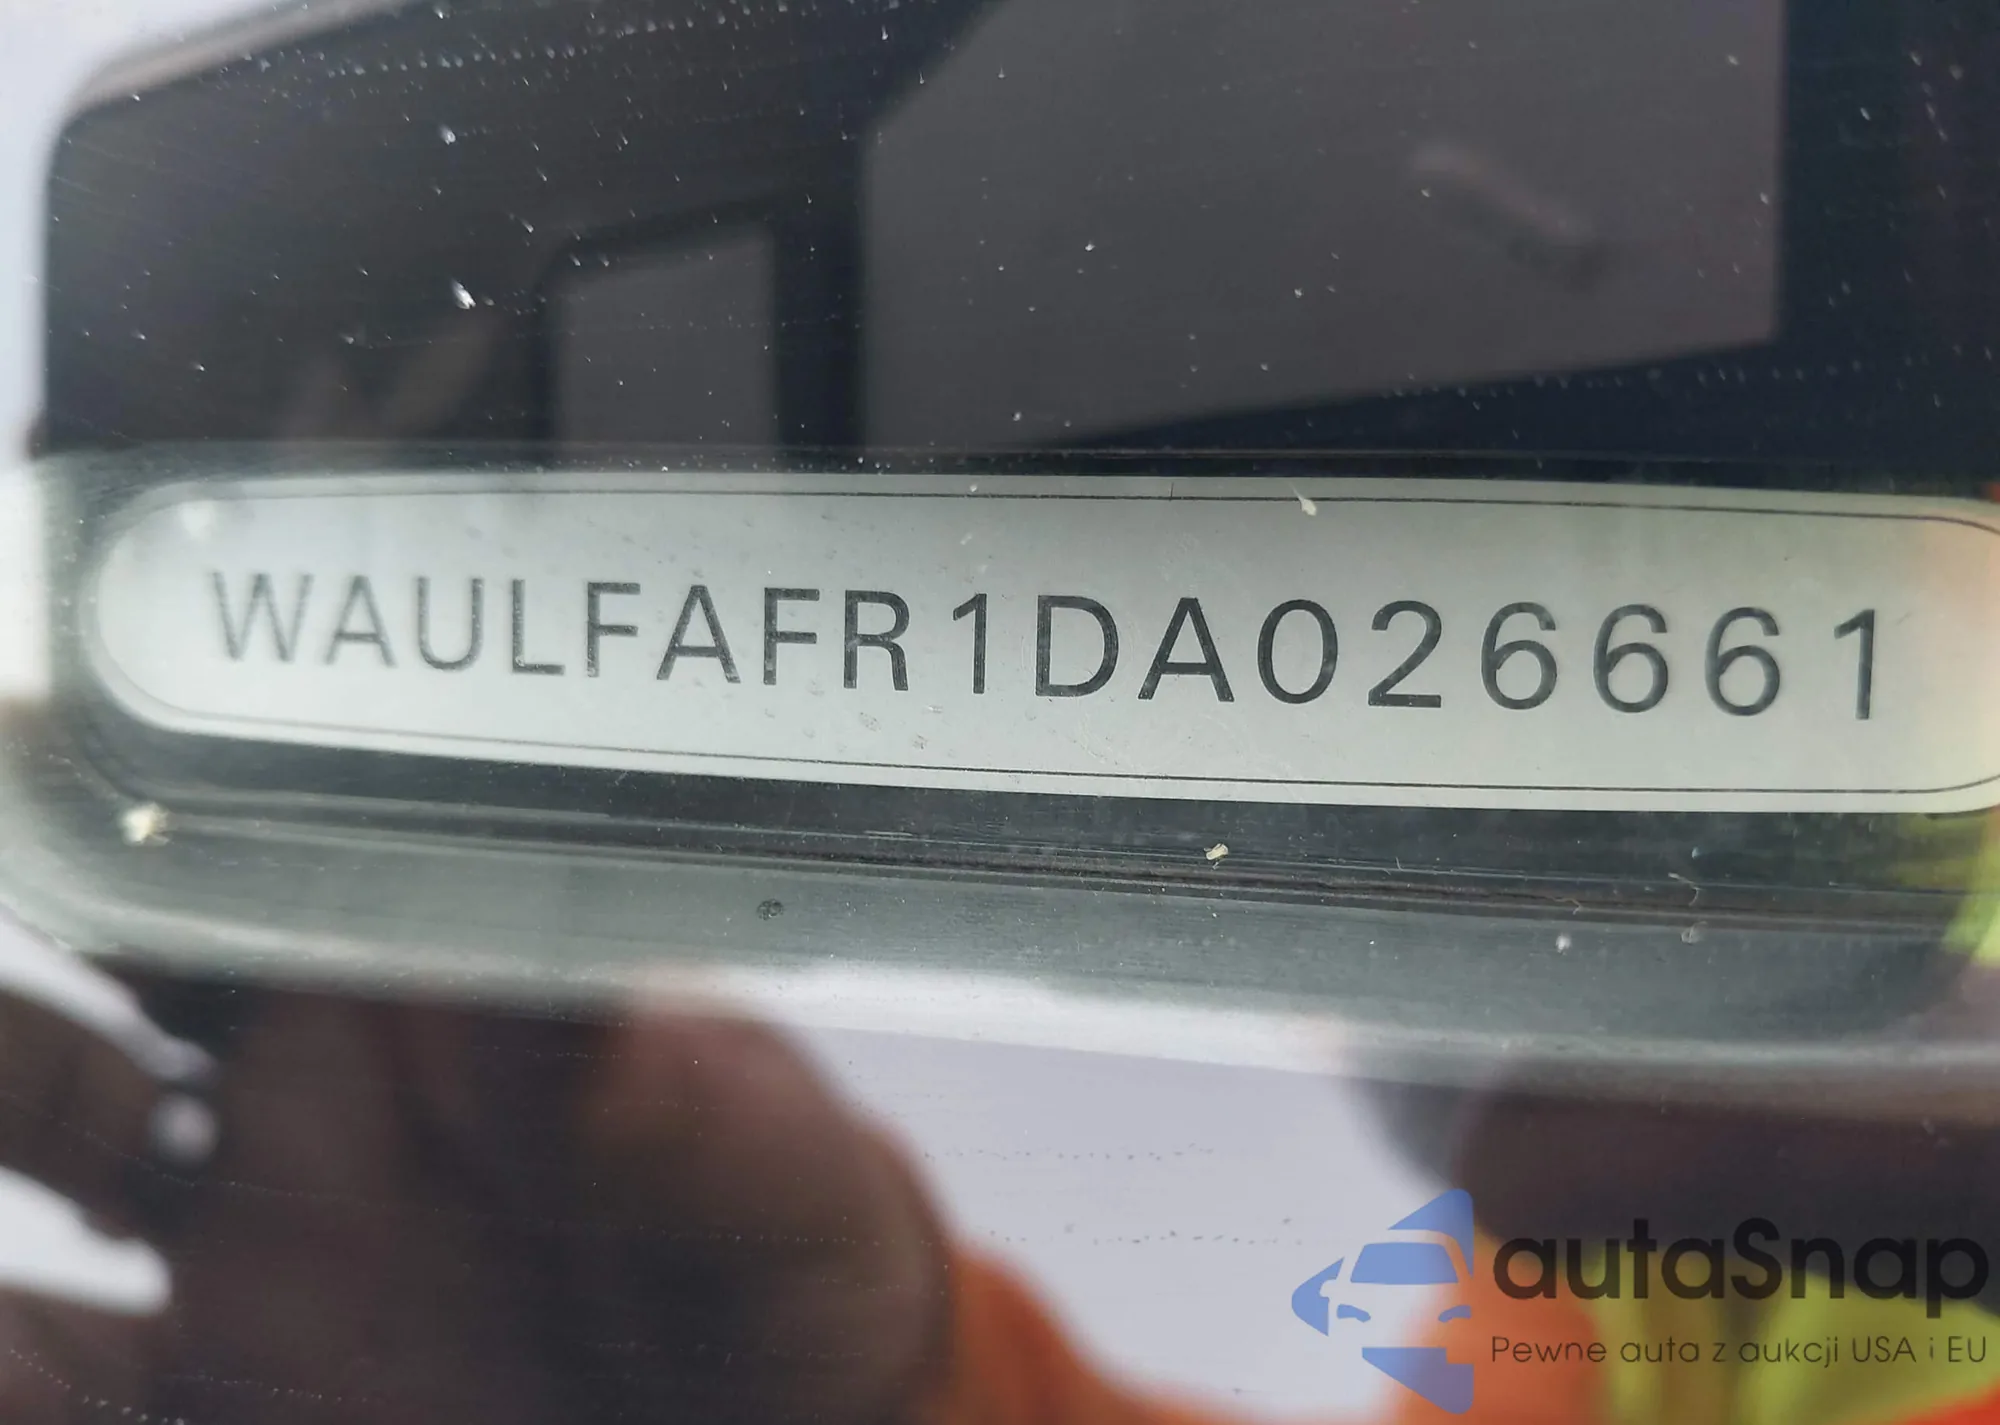 WAULFAFR1DA026661
autaSnap
Pewne auta z aukcji USA i EU